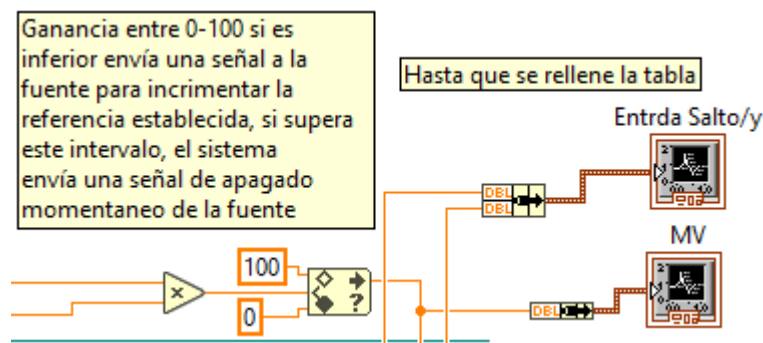 Ganancia entre 0-100 si es
inferior envía una señal a la
fuente para incrimentar la
referencia establecida, si supera
este intervalo, el sistema
envía una señal de apagado
momentaneo de la fuente
Hasta que se rellene la tabla
Entrda Salto/y
DBL
DBL
MV
100
0
DBL